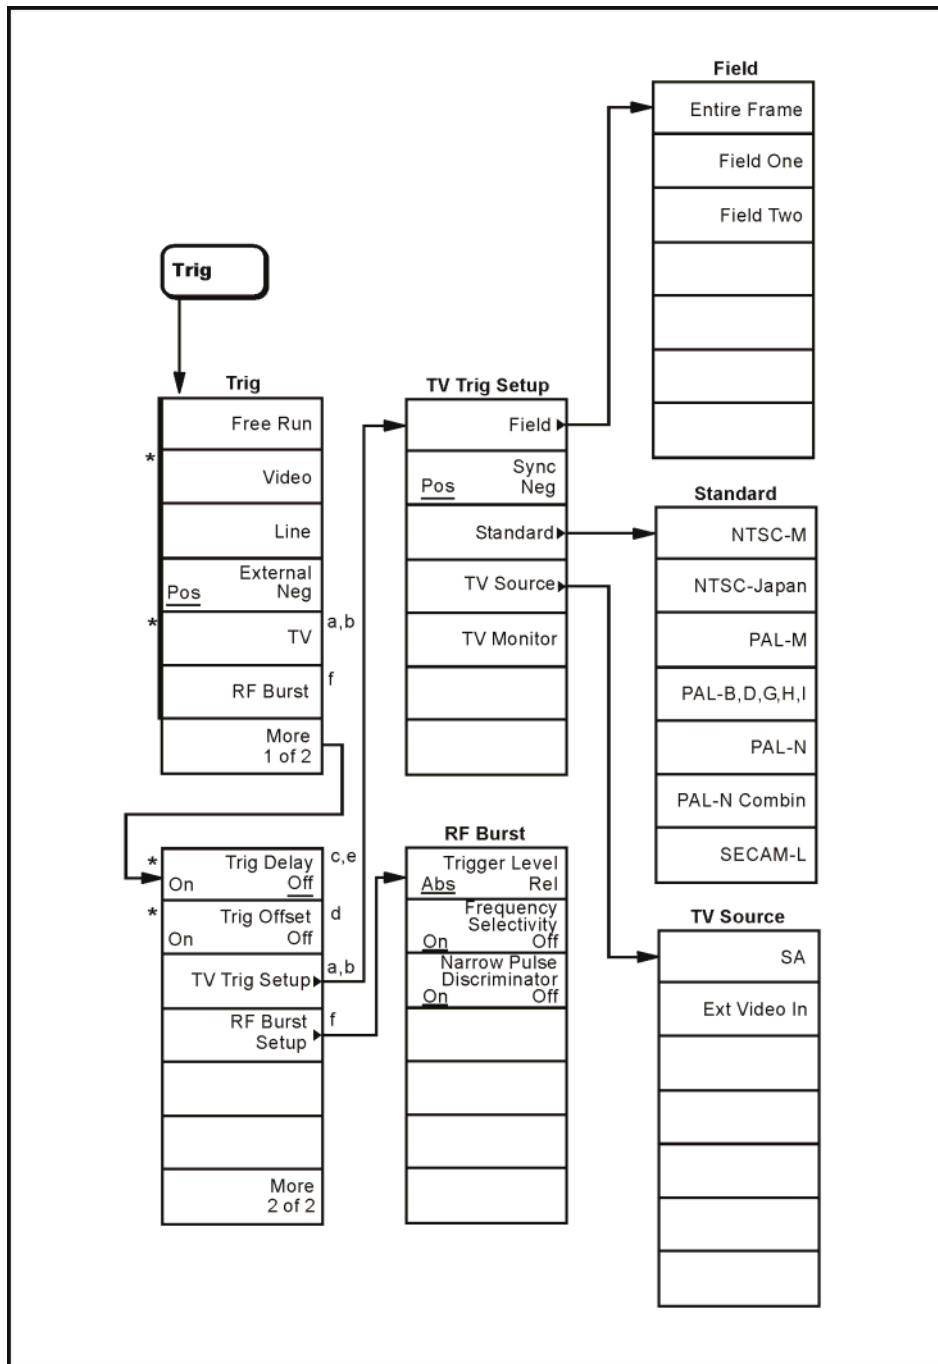 Trig
Trig
Free Run
*
Video
Line
External
Pos Neg
*
TV
a,b
RF Burst
f
More
1 of 2
*
Trig Delay
On Off
c,e
*
Trig Offset
On Off
d
TV Trig Setup
a,b
RF Burst
Setup
f
More
2 of 2
TV Trig Setup
Field
Sync
Pos Neg
Standard
TV Source
TV Monitor
RF Burst
Trigger Level
Abs Rel
Frequency
Selectivity
On Off
Narrow Pulse
Discriminator
On Off
Field
Entire Frame
Field One
Field Two
Standard
NTSC-M
NTSC-Japan
PAL-M
PAL-B,D,G,H,I
PAL-N
PAL-N Combin
SECAM-L
TV Source
SA
Ext Video In